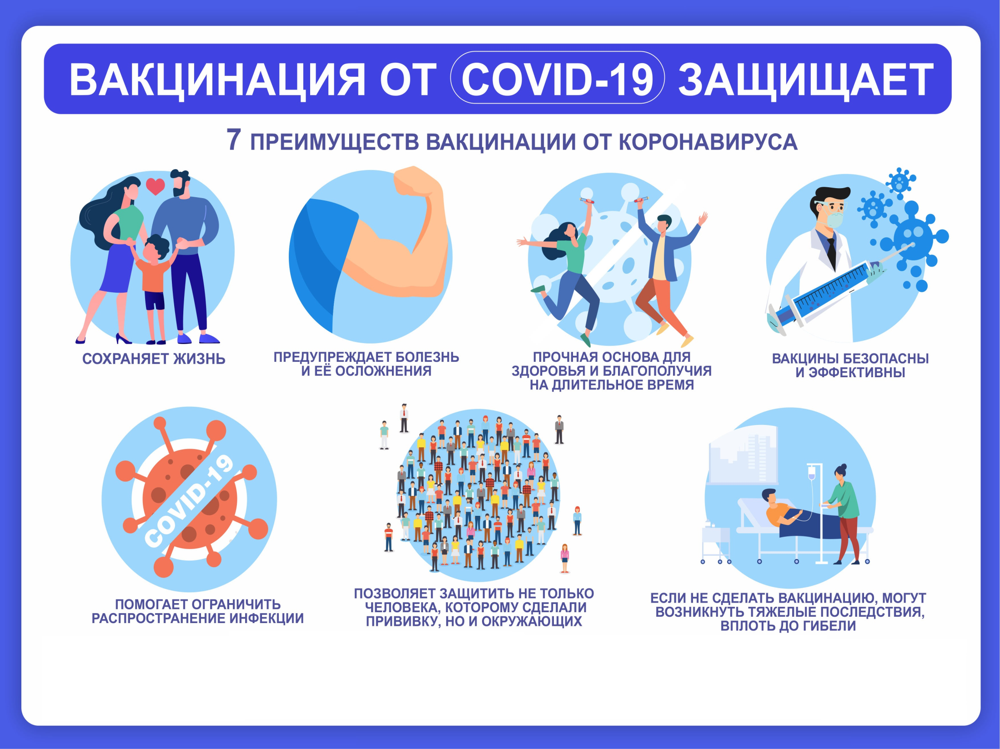 ВАКЦИНАЦИЯ ОТ COVID-19 ЗАЩИЩАЕТ
7 ПРЕИМУЩЕСТВ ВАКЦИНАЦИИ ОТ КОРОНАВИРУСА
СОХРАНЯЕТ ЖИЗНЬ
ПРЕДУПРЕЖДАЕТ БОЛЕЗНЬ
И ЕЁ ОСЛОЖНЕНИЯ
ПРОЧНАЯ ОСНОВА ДЛЯ
ЗДОРОВЬЯ И БЛАГОПОЛУЧИЯ
НА ДЛИТЕЛЬНОЕ ВРЕМЯ
ВАКЦИНЫ БЕЗОПАСНЫ
И ЭФФЕКТИВНЫ
COVID-19
ПОМОГАЕТ ОГРАНИЧИТЬ
РАСПРОСТРАНЕНИЕ ИНФЕКЦИИ
ПОЗВОЛЯЕТ ЗАЩИТИТЬ НЕ ТОЛЬКО
ЧЕЛОВЕКА, КОТОРОМУ СДЕЛАЛИ
ПРИВИВКУ, НО И ОКРУЖАЮЩИХ
ЕСЛИ НЕ СДЕЛАТЬ ВАКЦИНАЦИЮ, МОГУТ
ВОЗНИКНУТЬ ТЯЖЕЛЫЕ ПОСЛЕДСТВИЯ,
ВПЛОТЬ ДО ГИБЕЛИ